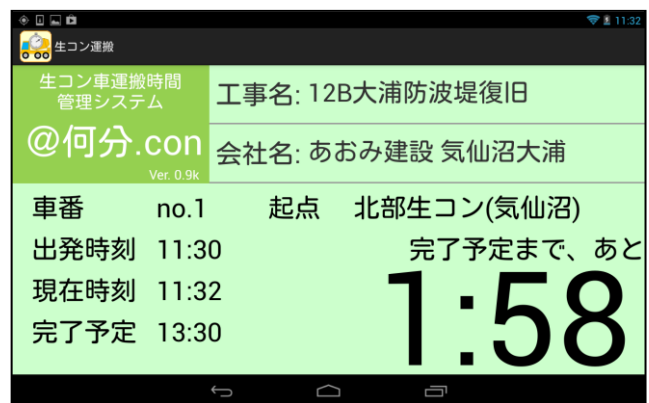 11:32
生コン運搬
生コン車運搬時間
管理システム
@何分.con
Ver. 0.9k
工事名: 12B大浦防波堤復旧
会社名: あおみ建設 気仙沼大浦
車番 no.1 起点 北部生コン(気仙沼)
出発時刻 11:30
完了予定まで、あと
現在時刻 11:32
1:58
完了予定 13:30